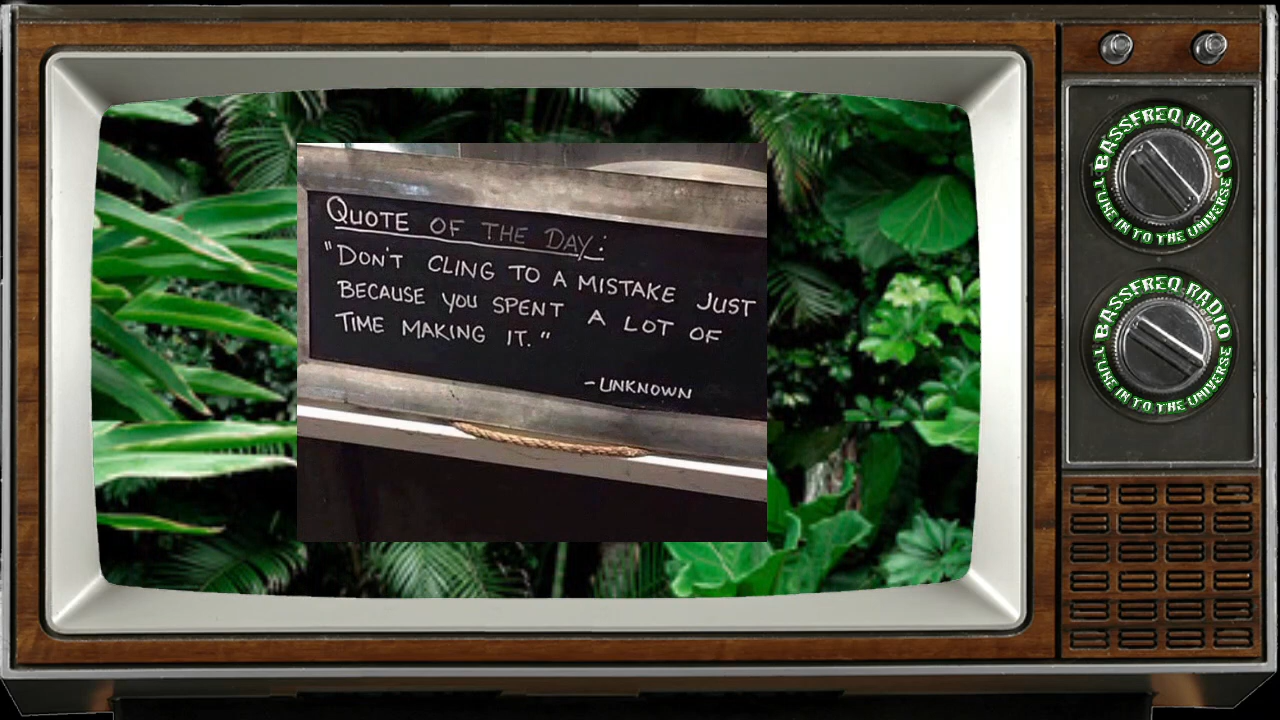 QUOTE OF THE DAY:
"DON'T CLING TO A MISTAKE JUST
BECAUSE YOU SPENT A LOT OF
TIME MAKING IT."
-UNKNOWN
BASSFREQ RADIO
TUNE IN TO THE UNIVERSE
BASSFREQ RADIO
TUNE IN TO THE UNIVERSE